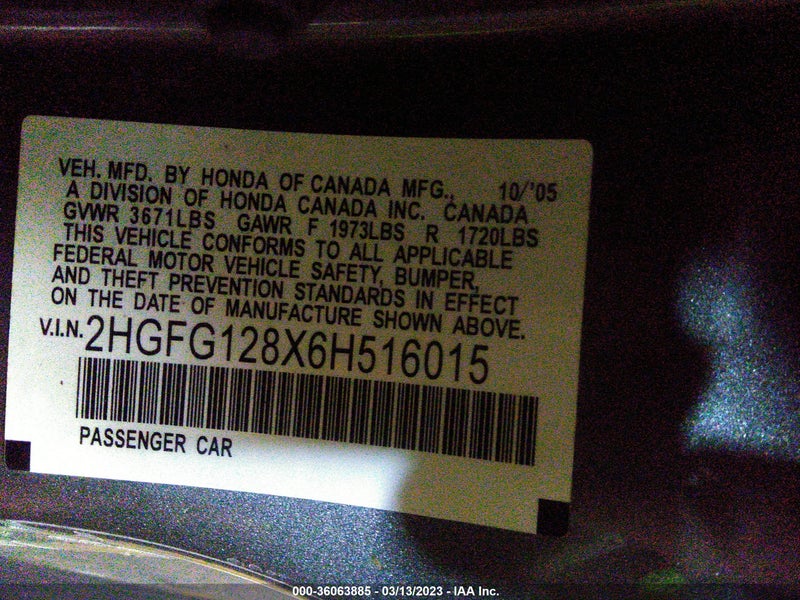 VEH. MFD. BY HONDA OF CANADA MFG., 10/'05
A DIVISION OF HONDA CANADA INC. CANADA
GVWR 3671LBS GAWR F 1973LBS R 1720LBS
THIS VEHICLE CONFORMS TO ALL APPLICABLE
FEDERAL MOTOR VEHICLE SAFETY, BUMPER,
AND THEFT PREVENTION STANDARDS IN EFFECT
ON THE DATE OF MANUFACTURE SHOWN ABOVE.
V.I.N. 2HGFG128X6H516015
PASSENGER CAR
000-36063885 - 03/13/2023 - IAA Inc.